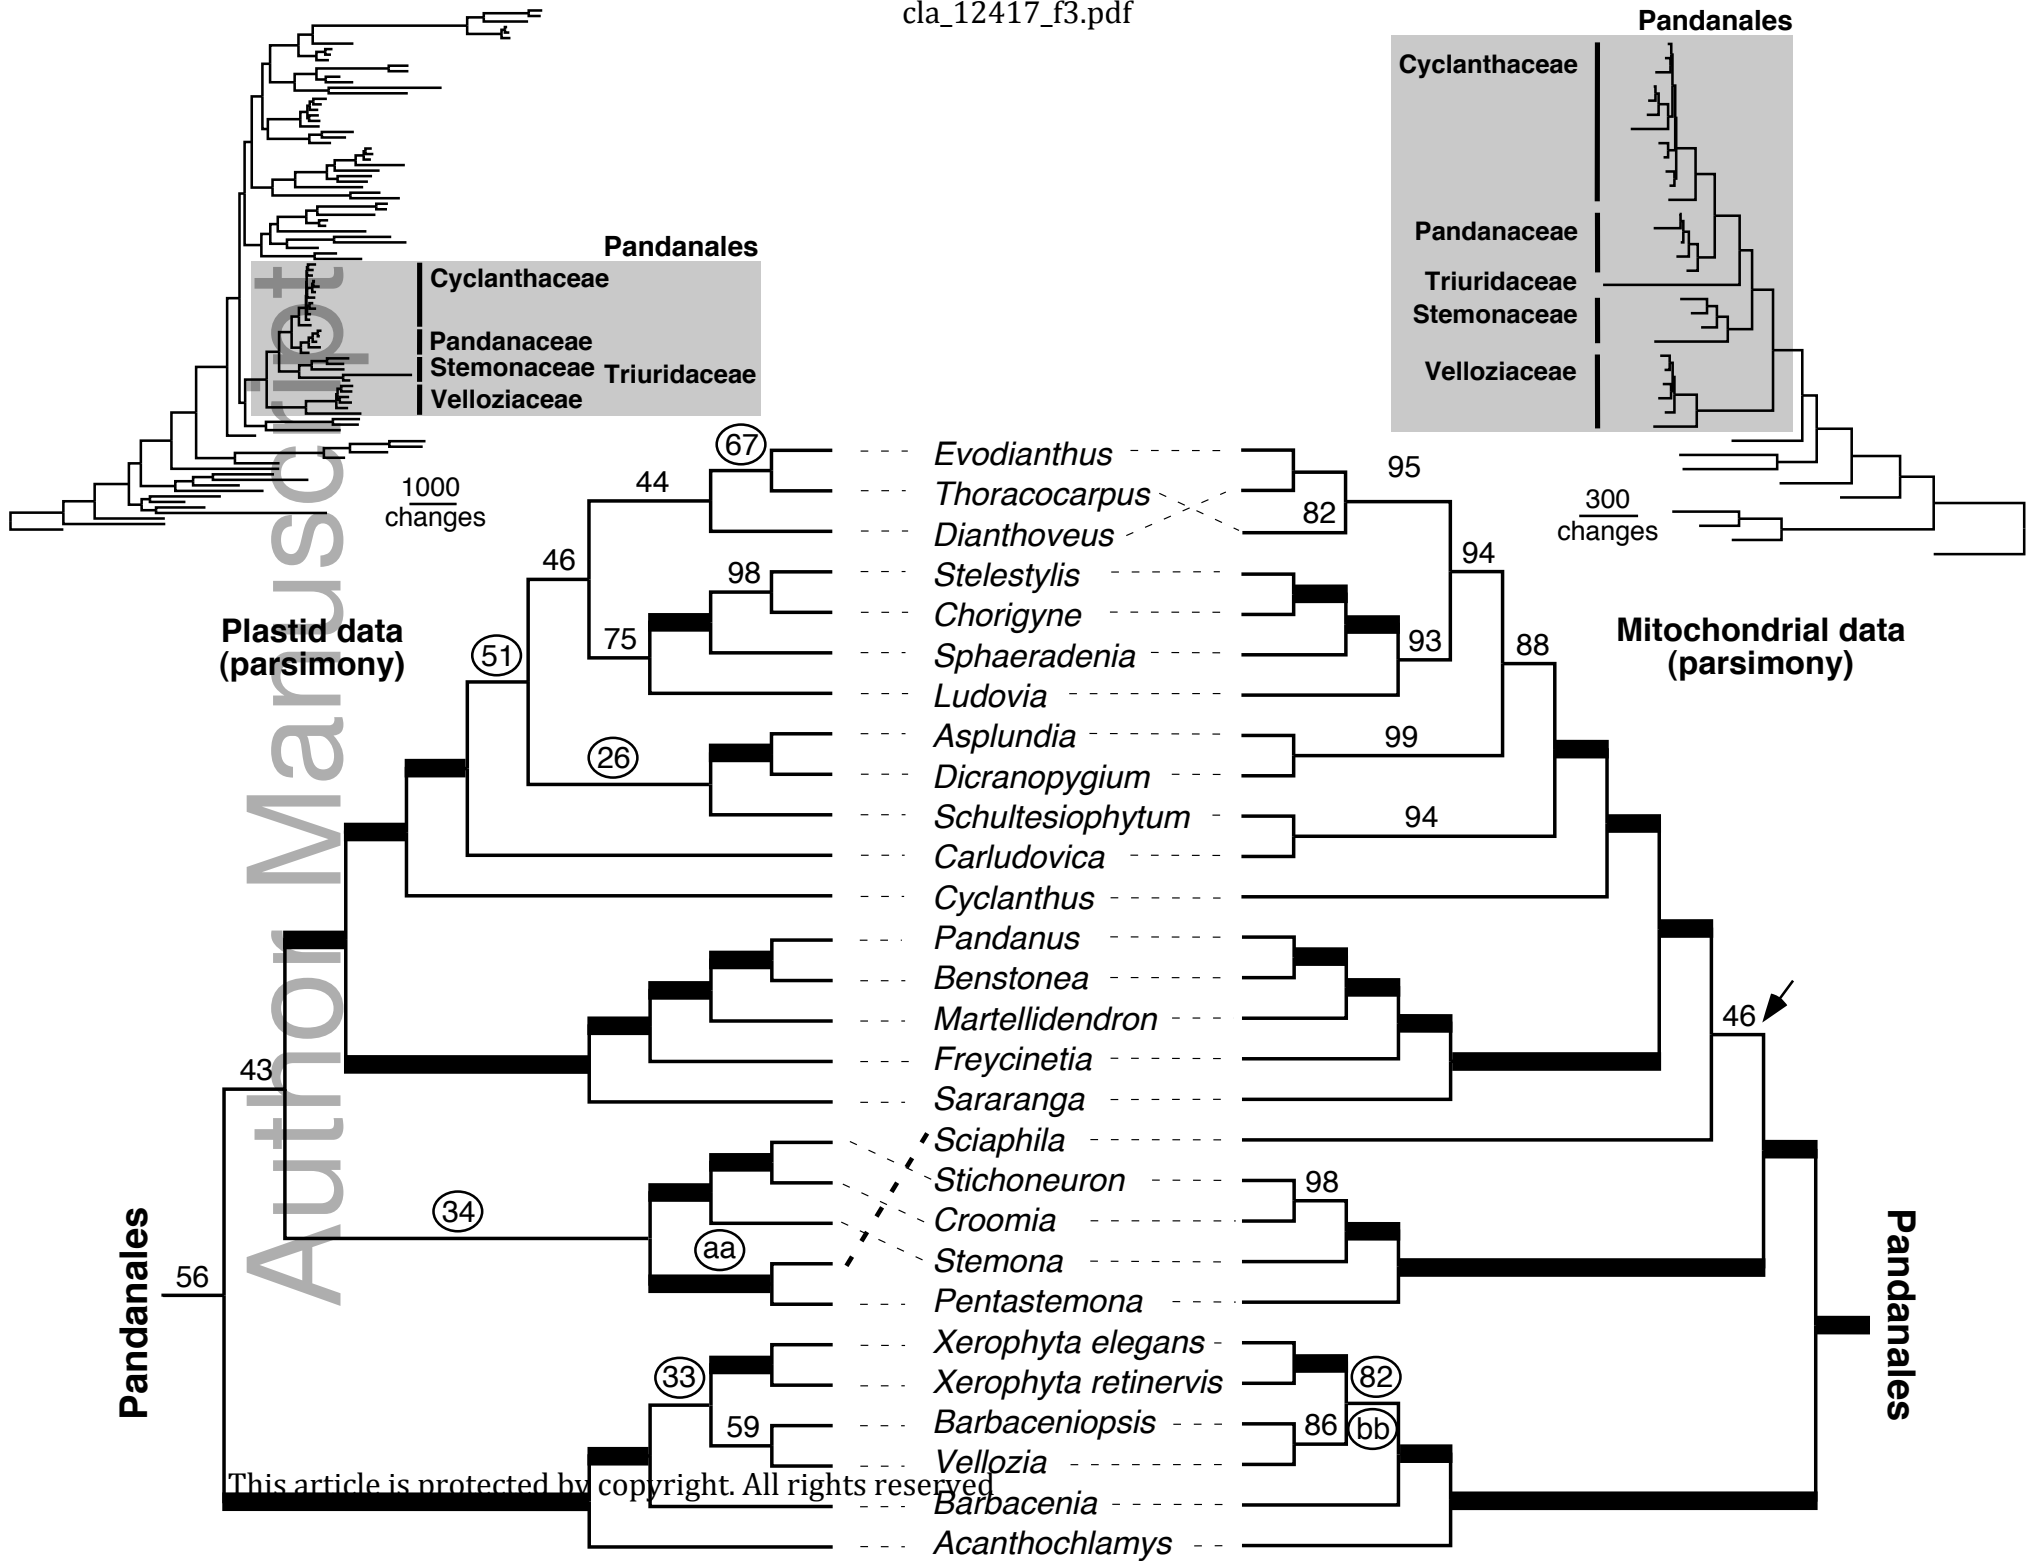 cla_12417_f3.pdf
Pandanales
Cyclanthaceae
Pandanaceae
Stemonaceae Triuridaceae
Velloziaceae
1000
changes
Plastid data
(parsimony)
Pandanales
Cyclanthaceae
Pandanaceae
Triuridaceae
Stemonaceae
Velloziaceae
300
changes
Mitochondrial data
(parsimony)
67
44
46
98
75
51
26
43
34
aa
56
33
59
Pandanales
Evodianthus
Thoracocarpus
Dianthoveus
Stelestylis
Chorigyne
Sphaeradenia
Ludovia
Asplundia
Dicranopygium
Schultesiophytum
Carludovica
Cyclanthus
Pandanus
Benstonea
Martellidendron
Freycinetia
Sararanga
Sciaphila
Stichoneuron
Croomia
Stemona
Pentastemona
Xerophyta elegans
Xerophyta retinervis
Barbaceniopsis
Vellozia
Barbacenia
Acanthochlamys
95
82
94
93
88
99
94
46
98
82
86
bb
Pandanales
Author Manuscript
This article is protected by copyright. All rights reserved